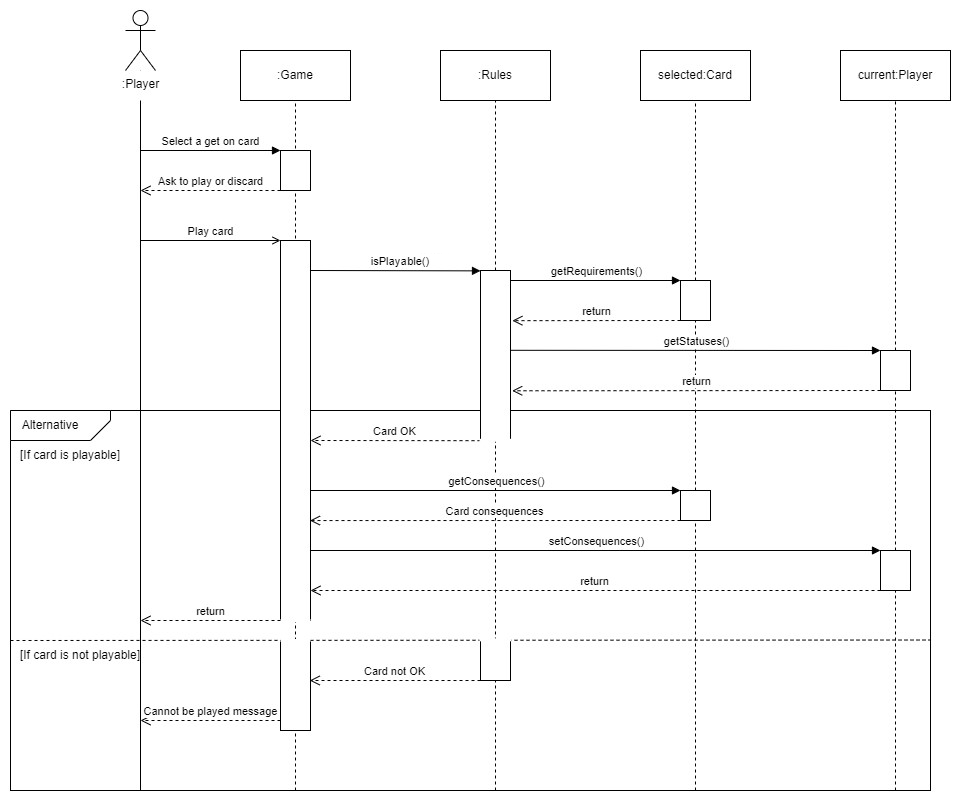 :Player
:Game
:Rules
selected:Card
current:Player
Select a get on card
Ask to play or discard
Play card
isPlayable()
getRequirements()
return
getStatuses()
return
Alternative
Card OK
[If card is playable]
getConsequences()
Card consequences
setConsequences()
return
return
[If card is not playable]
Card not OK
Cannot be played message